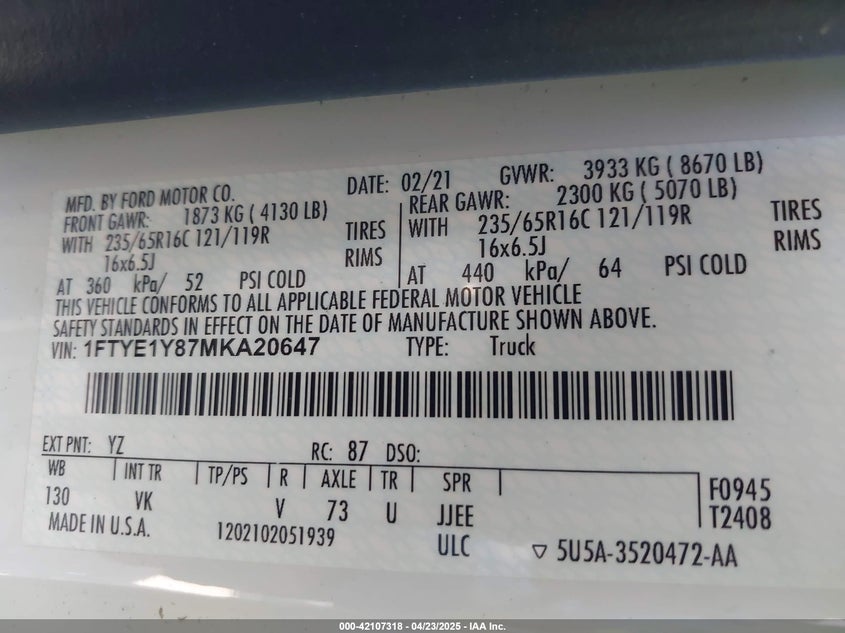 MFD. BY FORD MOTOR CO. DATE: 02/21 GVWR: 3933 KG ( 8670 LB)
FRONT GAWR: 1873 KG ( 4130 LB)
WITH 235/65R16C 121/119R TIRES
16x6.5J RIMS
AT 360 kPa/ 52 PSI COLD
REAR GAWR: 2300 KG ( 5070 LB)
WITH 235/65R16C 121/119R TIRES
16x6.5J RIMS
AT 440 kPa/ 64 PSI COLD
THIS VEHICLE CONFORMS TO ALL APPLICABLE FEDERAL MOTOR VEHICLE
SAFETY STANDARDS IN EFFECT ON THE DATE OF MANUFACTURE SHOWN ABOVE.
VIN: 1FTYE1Y87MKA20647 TYPE: Truck
EXT PNT: YZ RC: 87 DSO:
WB INT TR TP/PS R AXLE TR SPR
130 VK V 73 U JJEE
F0945
T2408
MADE IN U.S.A. 1202102051939 ULC ▽ 5U5A-3520472-AA
000-42107318 - 04/23/2025 - IAA Inc.